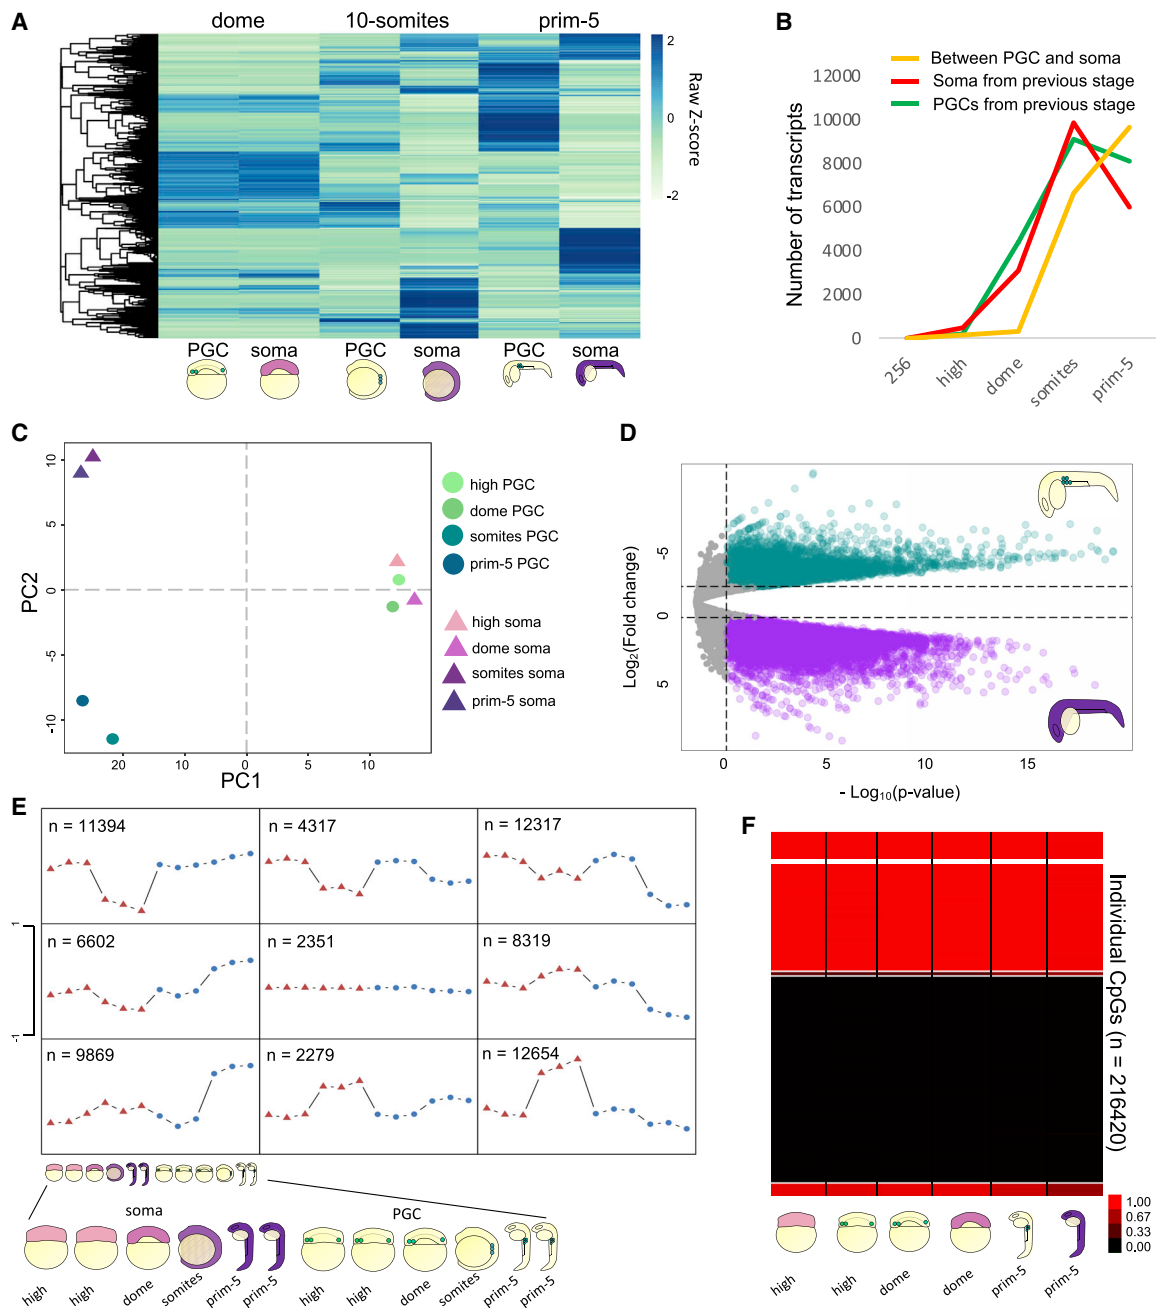 A
dome 10-somites prim-5
2
0
-2
Raw Z-score
PGC soma PGC soma PGC soma
B
Between PGC and soma
Soma from previous stage
PGCs from previous stage
Number of transcripts
12000
10000
8000
6000
4000
2000
0
256 high dome somites prim-5
C
PC2
10
5
0
-5
-10
20 10 0 5 10
PC1
high PGC
dome PGC
somites PGC
prim-5 PGC
high soma
dome soma
somites soma
prim-5 soma
D
Log2(Fold change)
-5
0
5
0 5 10 15
- Log10(p-value)
E
n = 11394 n = 4317 n = 12317
n = 6602 n = 2351 n = 8319
n = 9869 n = 2279 n = 12654
1
-1
soma PGC
high high dome somites prim-5 prim-5 high high dome somites prim-5 prim-5
F
Individual CpGs (n = 216420)
1,00
0.67
0.33
0.00
high high dome dome prim-5 prim-5